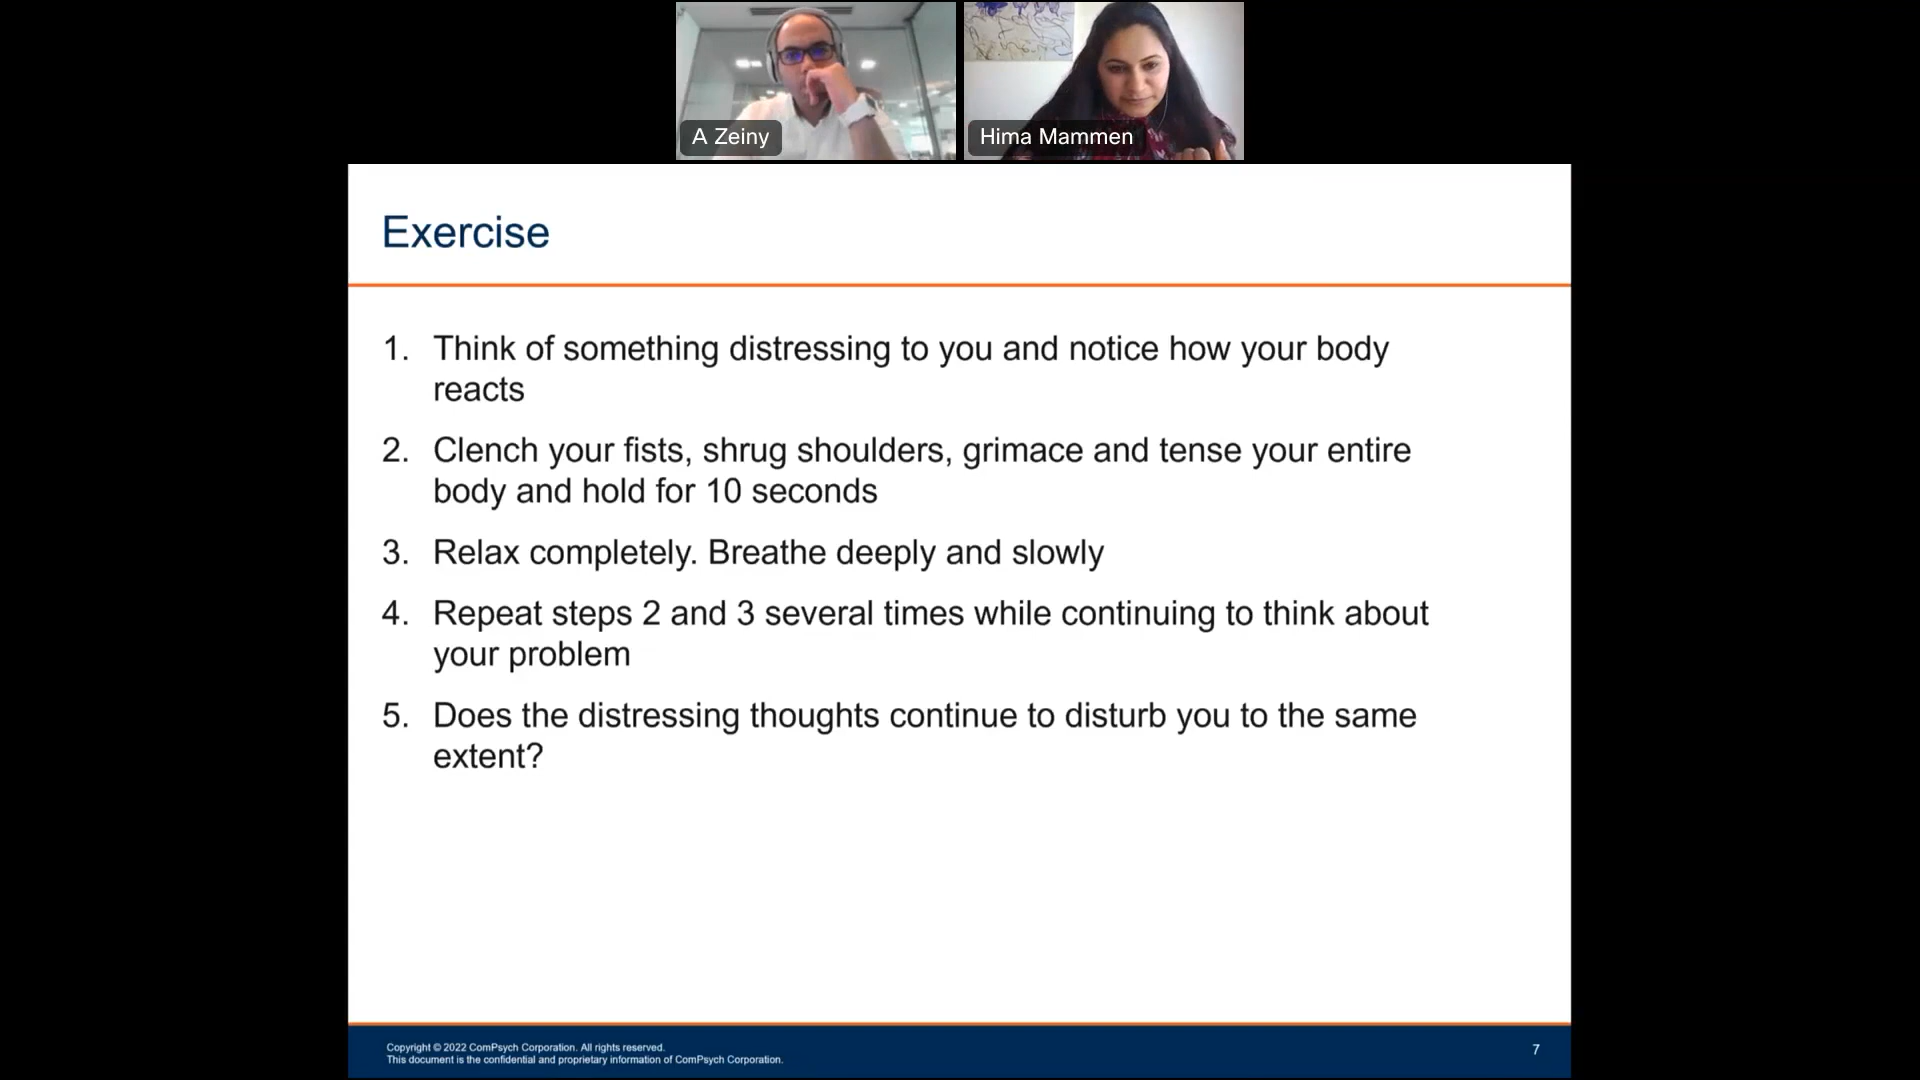 A Zeiny
Hima Mammen
Exercise
1. Think of something distressing to you and notice how your body
reacts
2. Clench your fists, shrug shoulders, grimace and tense your entire
body and hold for 10 seconds
3. Relax completely. Breathe deeply and slowly
4. Repeat steps 2 and 3 several times while continuing to think about
your problem
5. Does the distressing thoughts continue to disturb you to the same
extent?
Copyright © 2022 ComPsych Corporation. All rights reserved.
This document is the confidential and proprietary information of ComPsych Corporation.
7